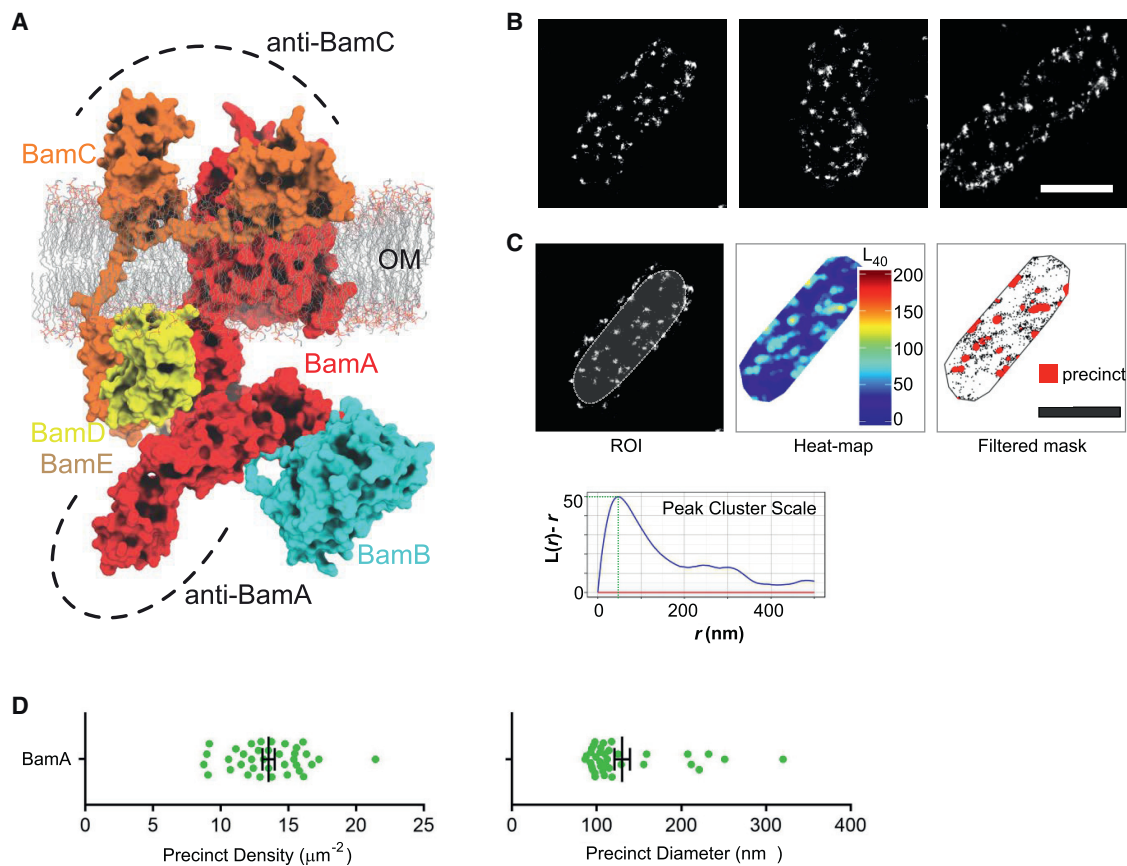 A
anti-BamC
BamC
OM
BamA
BamD
BamE
BamB
anti-BamA
B
C
L40
200
150
100
50
0
precinct
ROI
Heat-map
Filtered mask
Peak Cluster Scale
50
0
L(r)- r
0
200
400
r (nm)
D
BamA
0
5
10
15
20
25
Precinct Density (μm⁻²)
0
100
200
300
400
Precinct Diameter (nm )